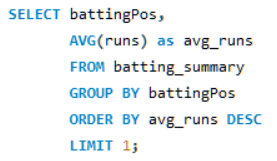 SELECT battingPos,
AVG(runs) as avg_runs
FROM batting_summary
GROUP BY battingPos
ORDER BY avg_runs DESC
LIMIT 1;